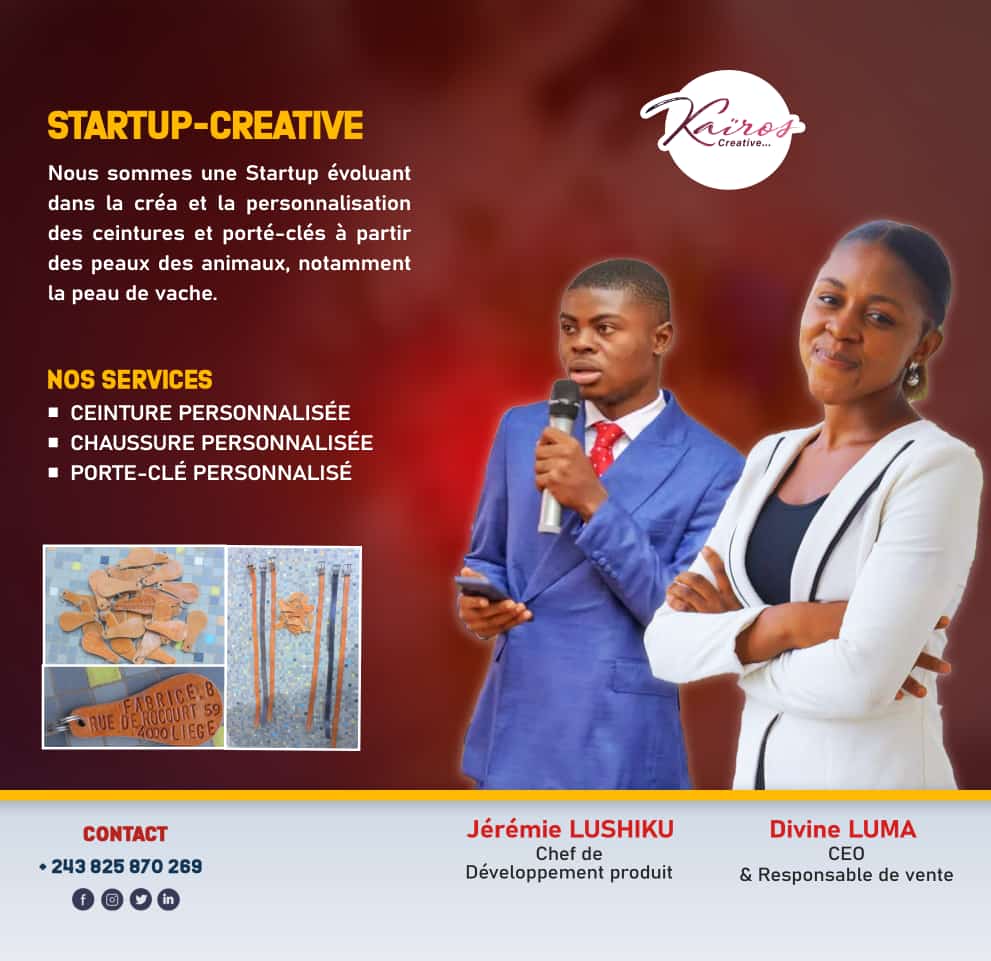 STARTUP-CREATIVE
Nous sommes une Startup évoluant
dans la créa et la personnalisation
des ceintures et porté-clés à partir
des peaux des animaux, notamment
la peau de vache.
Kaïros
Creative...
NOS SERVICES
CEINTURE PERSONNALISÉE
CHAUSSURE PERSONNALISÉE
PORTE-CLÉ PERSONNALISÉ
FABRICE.B
RUE DE ROCOURT 59
4000 LIEGE
CONTACT
+ 243 825 870 269
Jérémie LUSHIKU
Chef de
Développement produit
Divine LUMA
CEO
& Responsable de vente